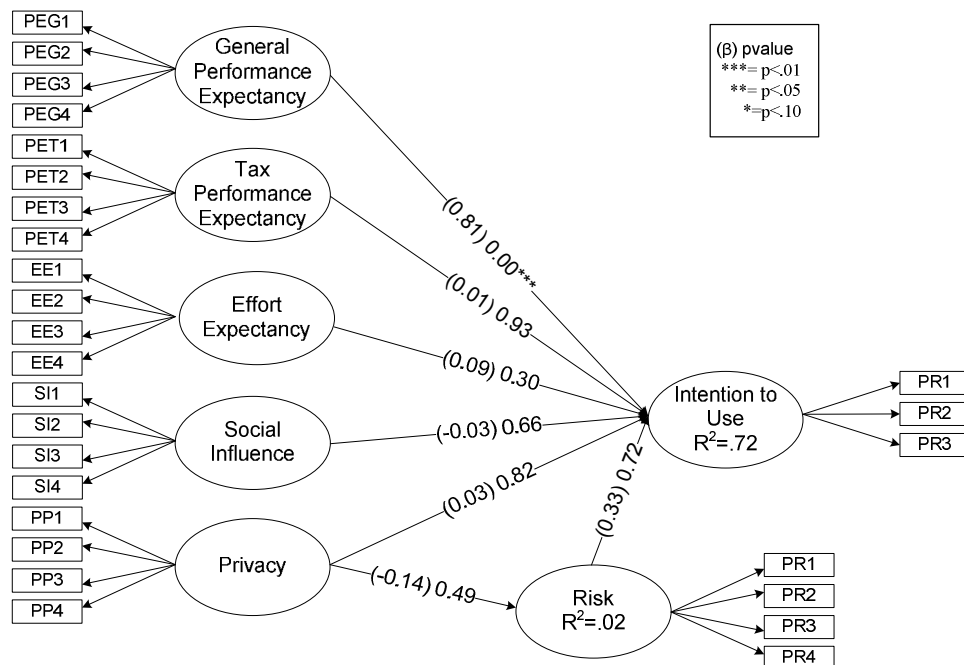 PEG1
PEG2
PEG3
PEG4
General
Performance
Expectancy
(β) pvalue
***= p<.01
**= p<.05
*=p<.10
PET1
PET2
PET3
PET4
Tax
Performance
Expectancy
(0.81) 0.00***
(0.01) 0.93
EE1
EE2
EE3
EE4
Effort
Expectancy
(0.09) 0.30
SI1
SI2
SI3
SI4
Social
Influence
(-0.03) 0.66
Intention to
Use
R²=.72
PR1
PR2
PR3
(0.03) 0.82
(0.33) 0.72
PP1
PP2
PP3
PP4
Privacy
(-0.14) 0.49
Risk
R²=.02
PR1
PR2
PR3
PR4